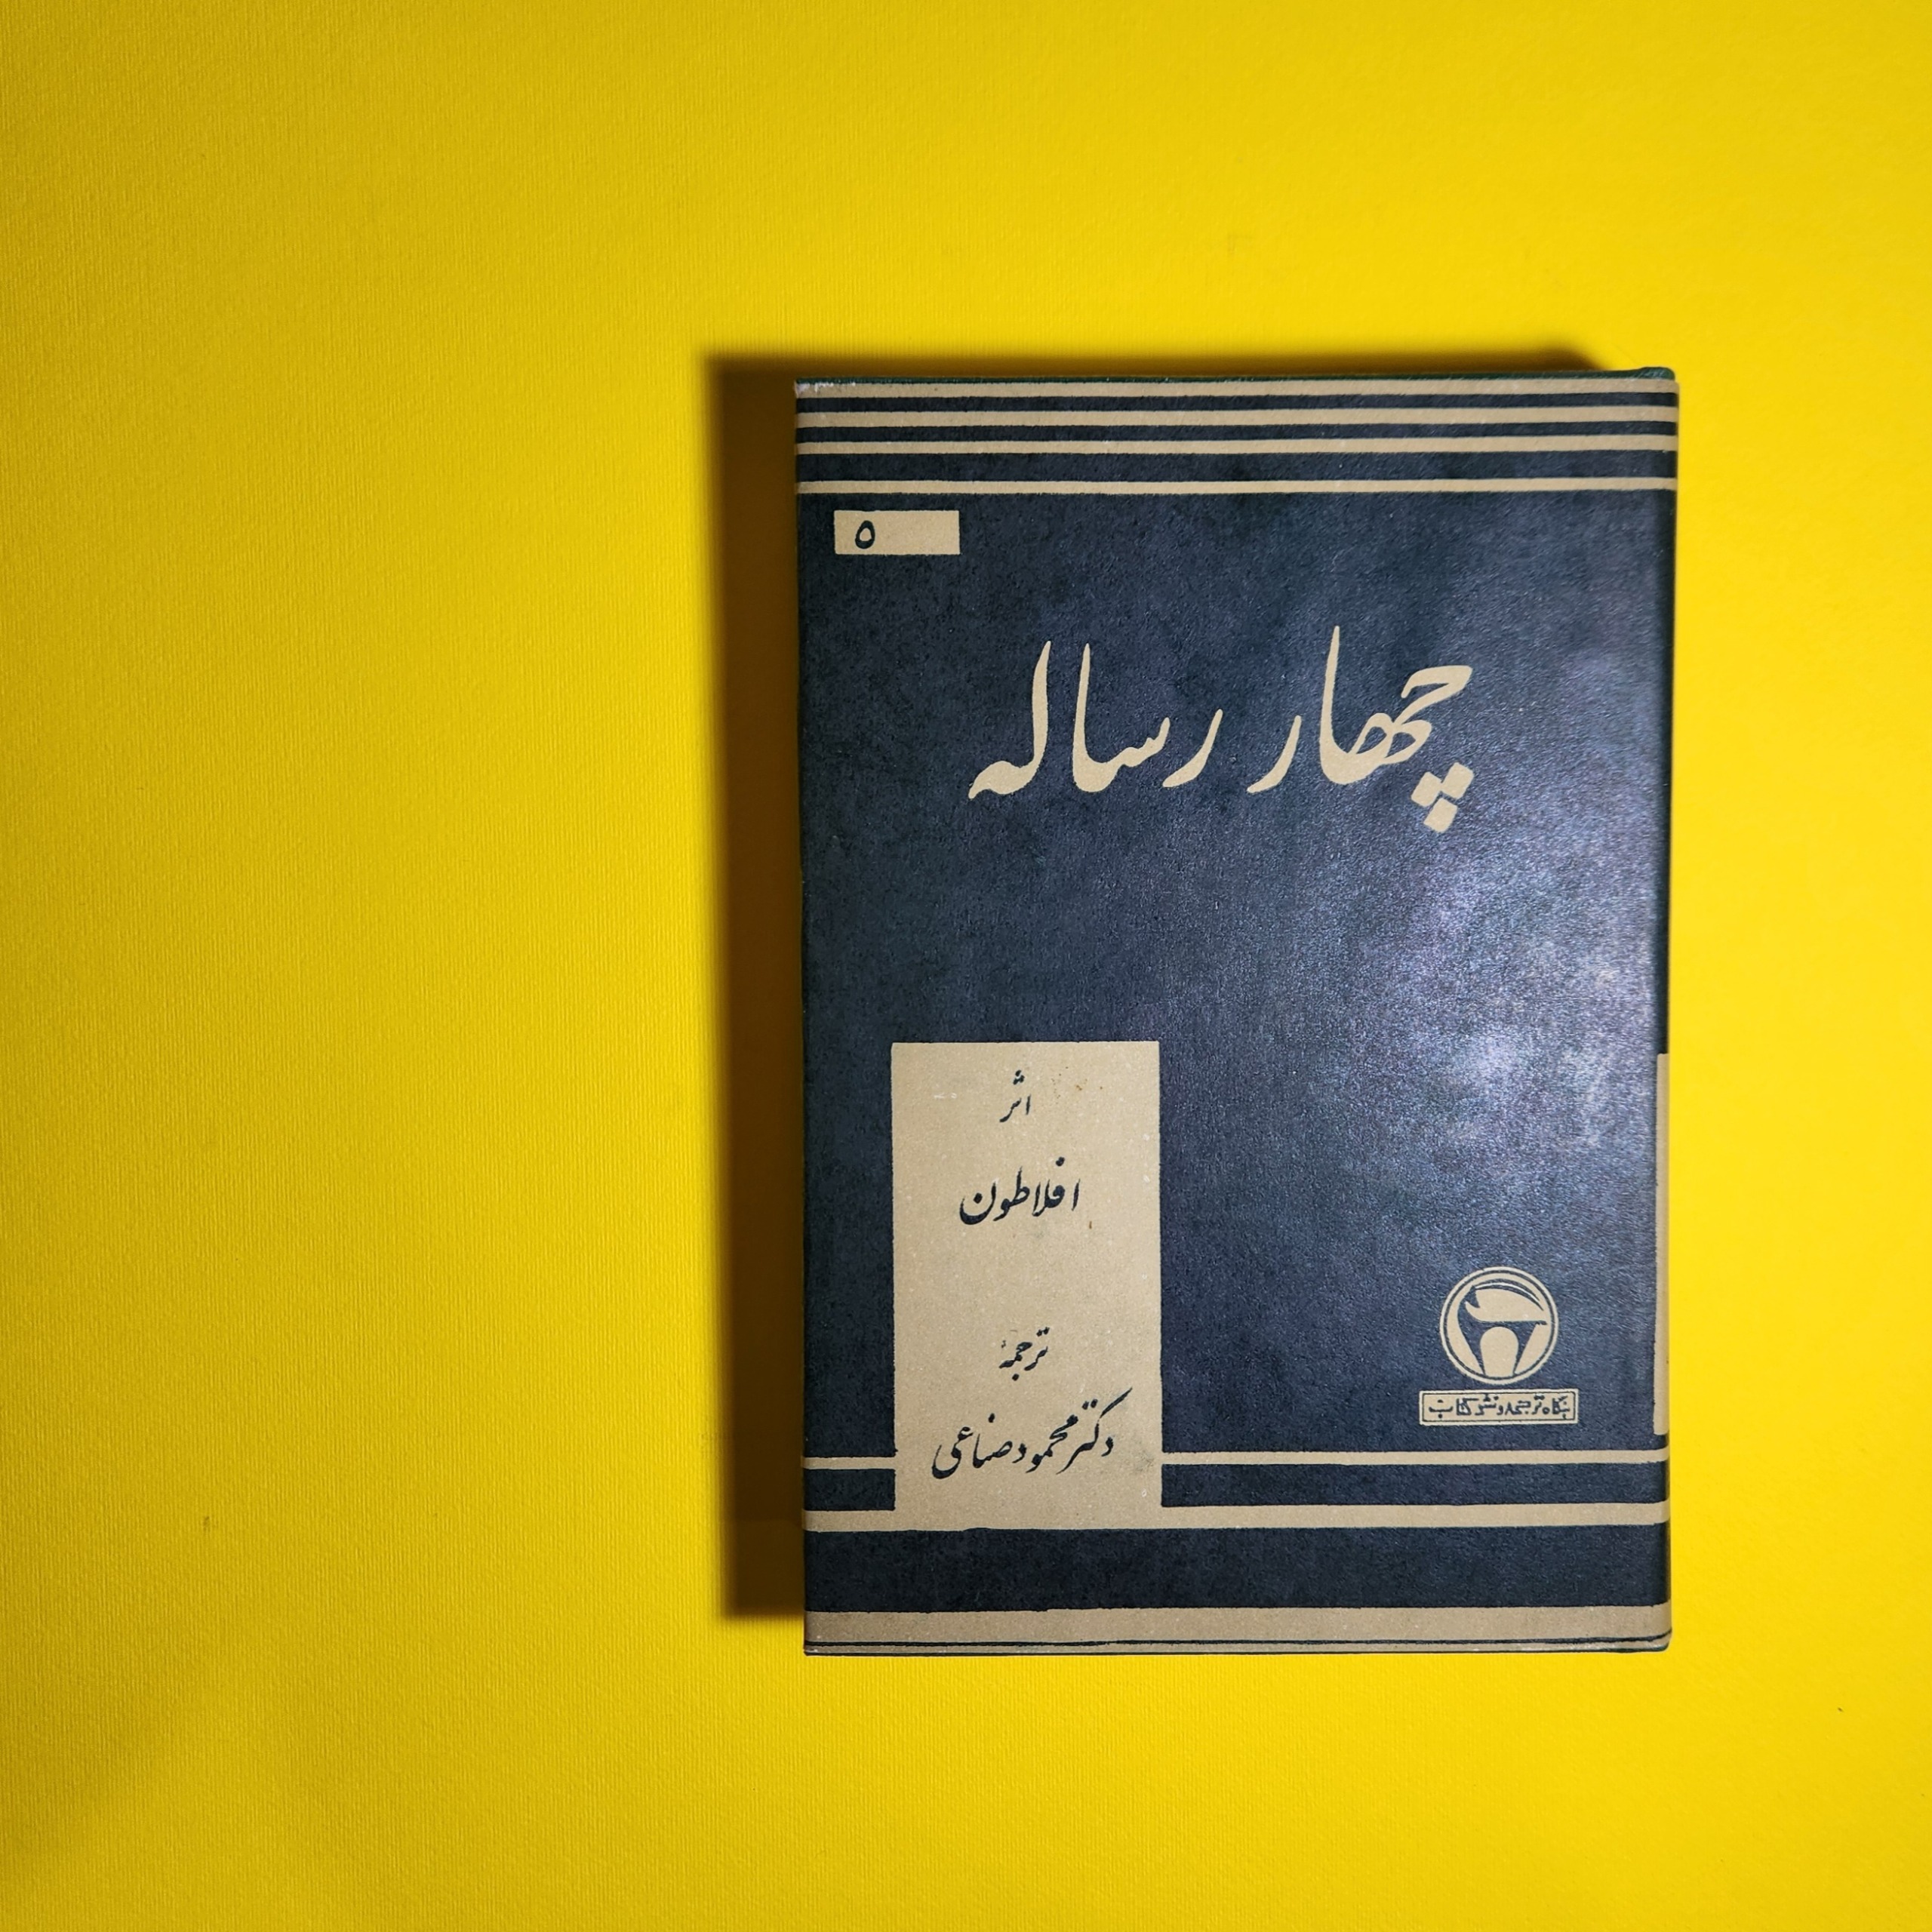 ۵
چهار رساله
اثر
افلاطون
ترجمهٔ
دکتر محمود صناعی
بنگاه ترجمه و نشر کتاب